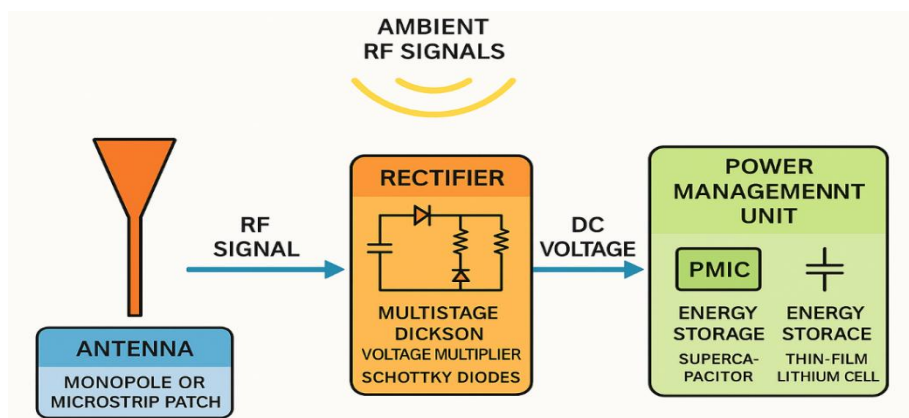 AMBIENT
RF SIGNALS
ANTENNA
MONOPOLE OR
MICROSTRIP PATCH
RF
SIGNAL
RECTIFIER
MULTISTAGE
DICKSON
VOLTAGE MULTIPLIER
SCHOTTKY DIODES
DC
VOLTAGE
POWER
MANAGEMENNT
UNIT
PMIC
ENERGY
STORAGE
SUPERCA-
PACITOR
ENERGY
STORACE
THIN-FILM
LITHIUM CELL